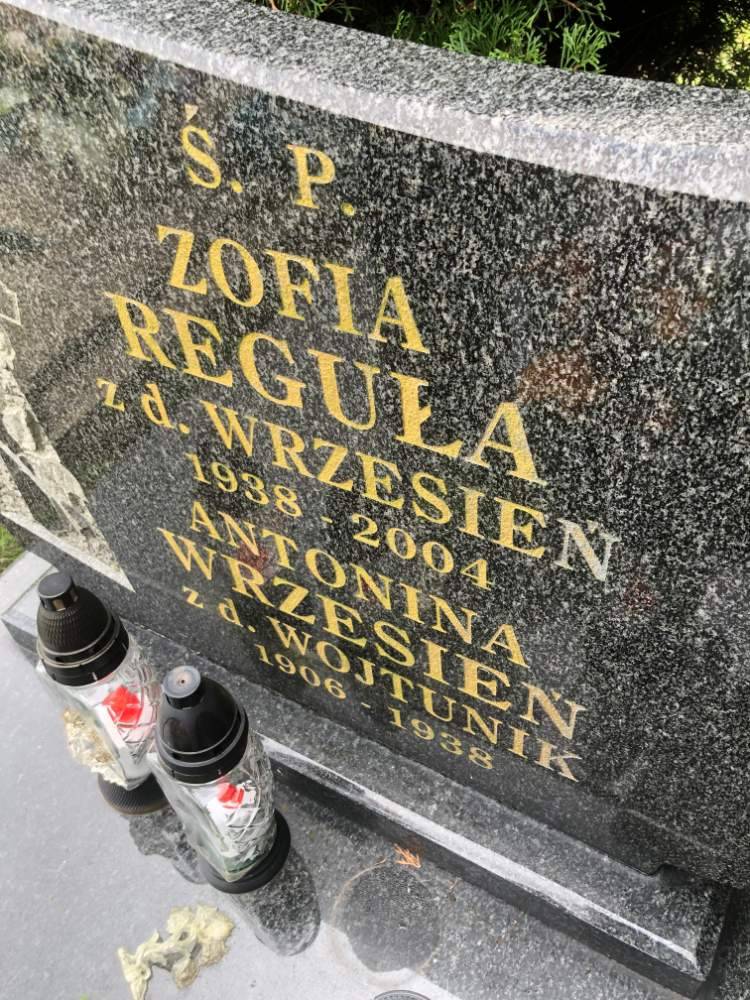 Ś. P.
ZOFIA
REGUŁA
z d. WRZESIEŃ
1938 - 2004
ANTONINA
WRZESIEŃ
z d. WOJTUNIK
1906 - 1938